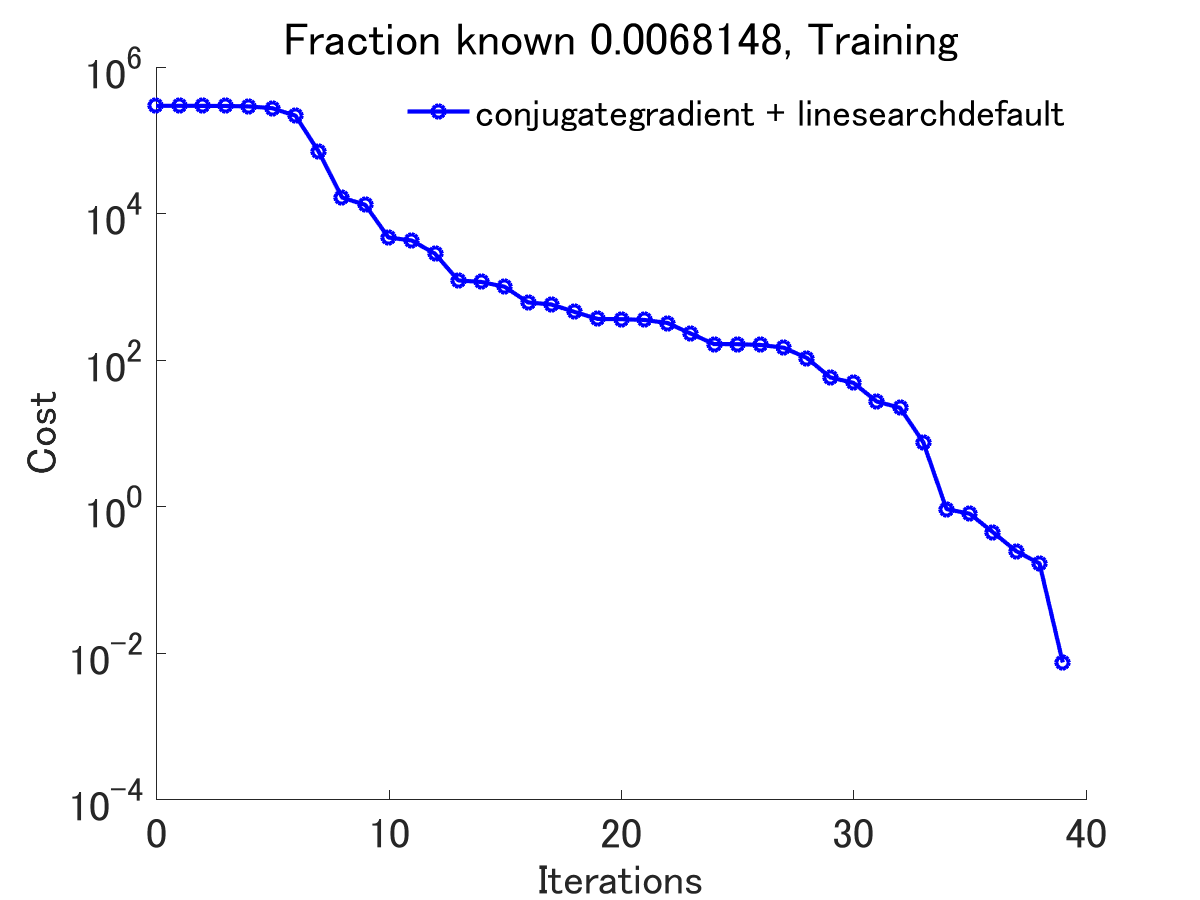 Fraction known 0.0068148, Training
conjugategradient + linesearchdefault
10^6
10^4
10^2
10^0
10^-2
10^-4
Cost
0 10 20 30 40
Iterations